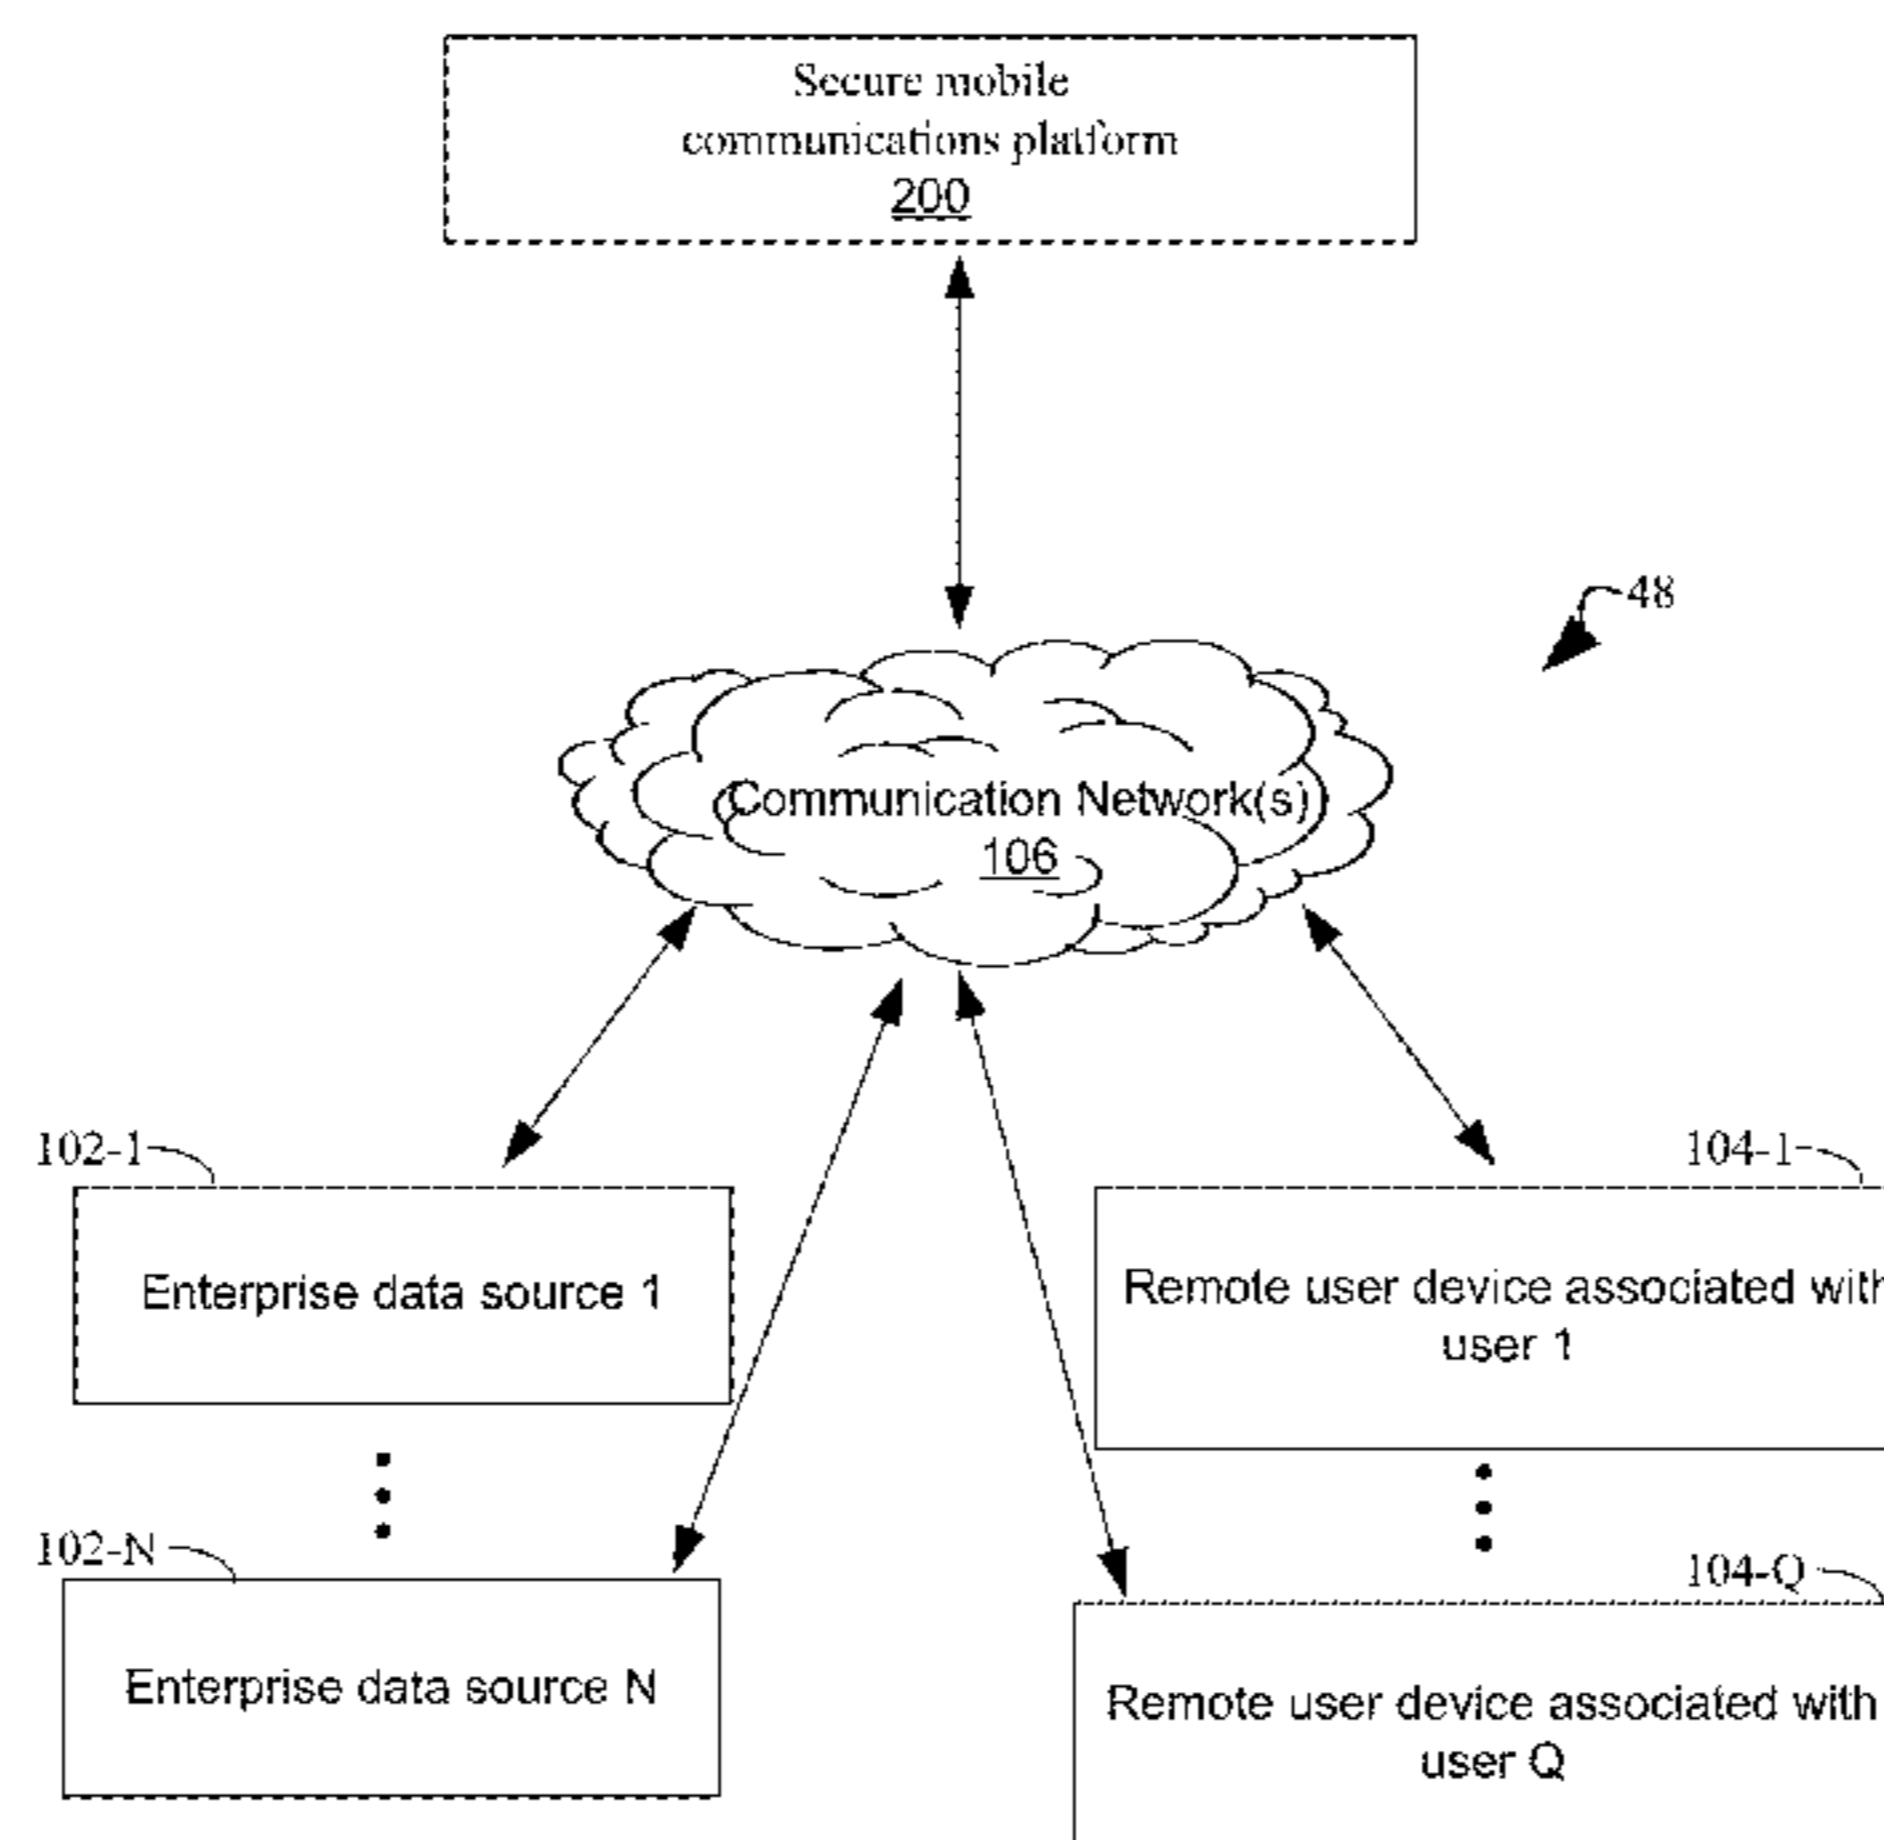 Secure mobile
communications platform
200
48
Communication Network(s)
106
102-1
104-1
Enterprise data source 1
Remote user device associated with
user 1
102-N
104-Q
Enterprise data source N
Remote user device associated with
user Q